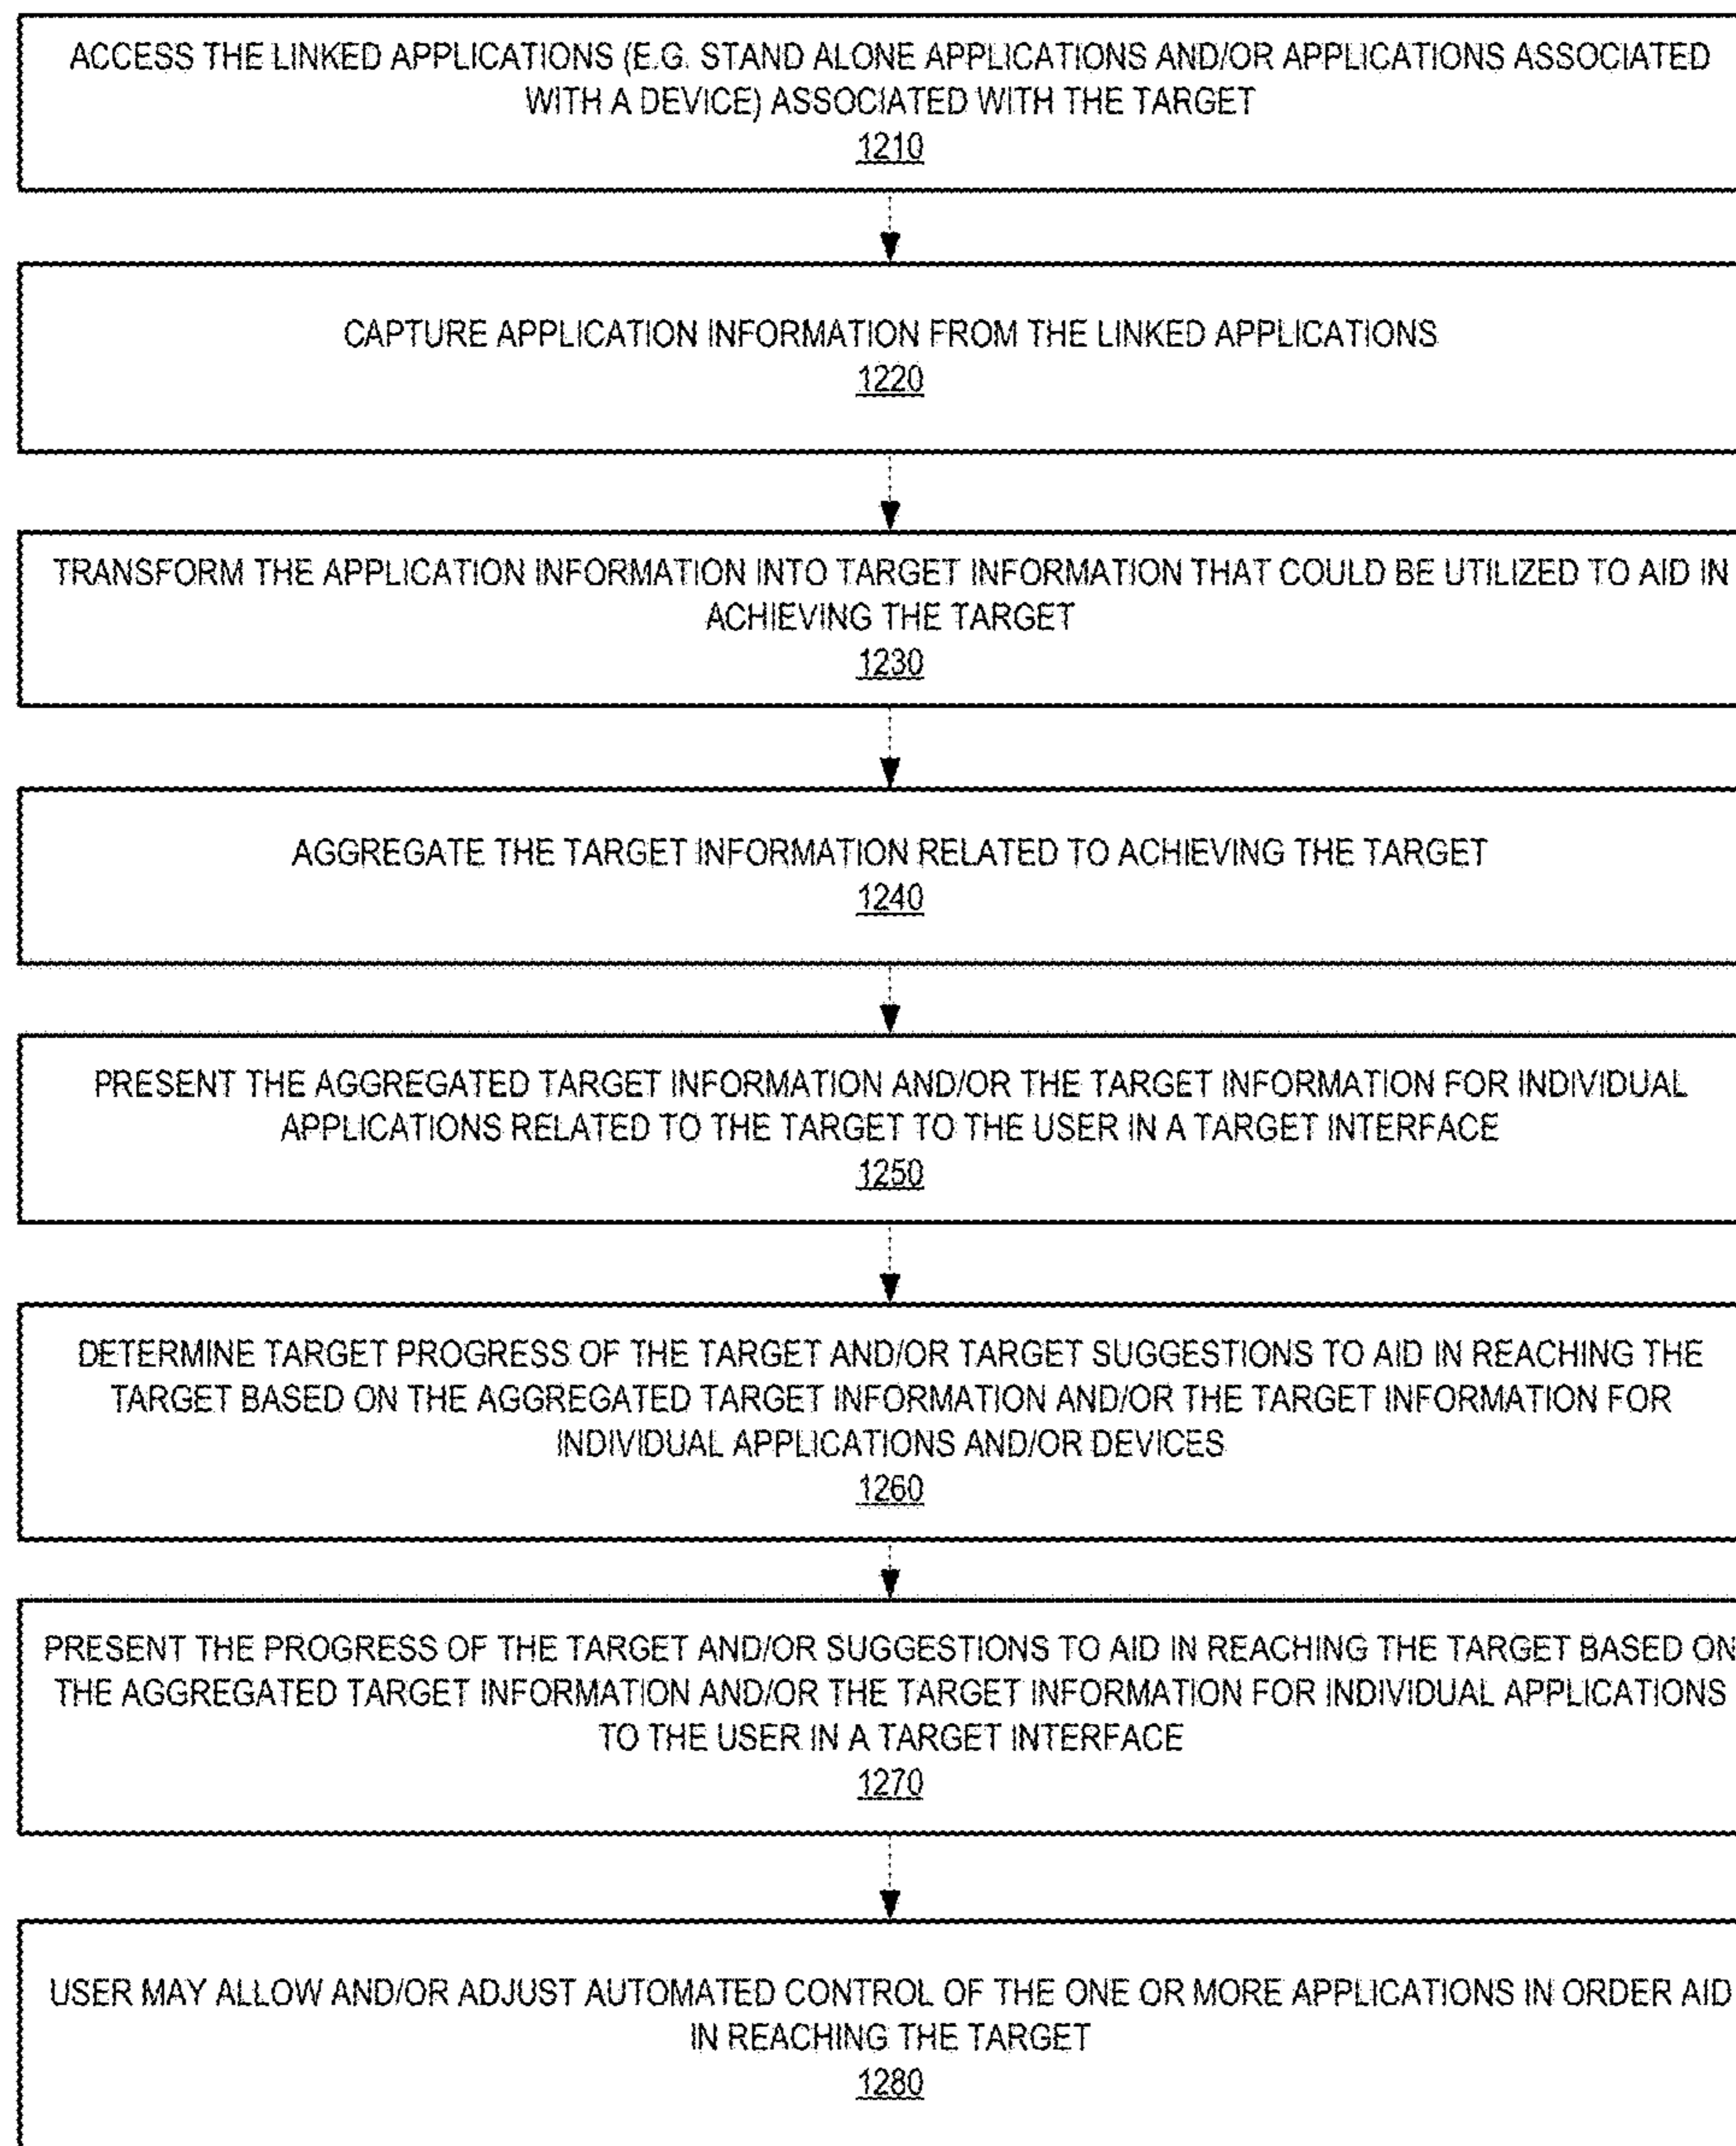 ACCESS THE LINKED APPLICATIONS (E.G. STAND ALONE APPLICATIONS AND/OR APPLICATIONS ASSOCIATED
WITH A DEVICE) ASSOCIATED WITH THE TARGET
1210
CAPTURE APPLICATION INFORMATION FROM THE LINKED APPLICATIONS
1220
TRANSFORM THE APPLICATION INFORMATION INTO TARGET INFORMATION THAT COULD BE UTILIZED TO AID IN
ACHIEVING THE TARGET
1230
AGGREGATE THE TARGET INFORMATION RELATED TO ACHIEVING THE TARGET
1240
PRESENT THE AGGREGATED TARGET INFORMATION AND/OR THE TARGET INFORMATION FOR INDIVIDUAL
APPLICATIONS RELATED TO THE TARGET TO THE USER IN A TARGET INTERFACE
1250
DETERMINE TARGET PROGRESS OF THE TARGET AND/OR TARGET SUGGESTIONS TO AID IN REACHING THE
TARGET BASED ON THE AGGREGATED TARGET INFORMATION AND/OR THE TARGET INFORMATION FOR
INDIVIDUAL APPLICATIONS AND/OR DEVICES
1260
PRESENT THE PROGRESS OF THE TARGET AND/OR SUGGESTIONS TO AID IN REACHING THE TARGET BASED ON
THE AGGREGATED TARGET INFORMATION AND/OR THE TARGET INFORMATION FOR INDIVIDUAL APPLICATIONS
TO THE USER IN A TARGET INTERFACE
1270
USER MAY ALLOW AND/OR ADJUST AUTOMATED CONTROL OF THE ONE OR MORE APPLICATIONS IN ORDER AID
IN REACHING THE TARGET
1280